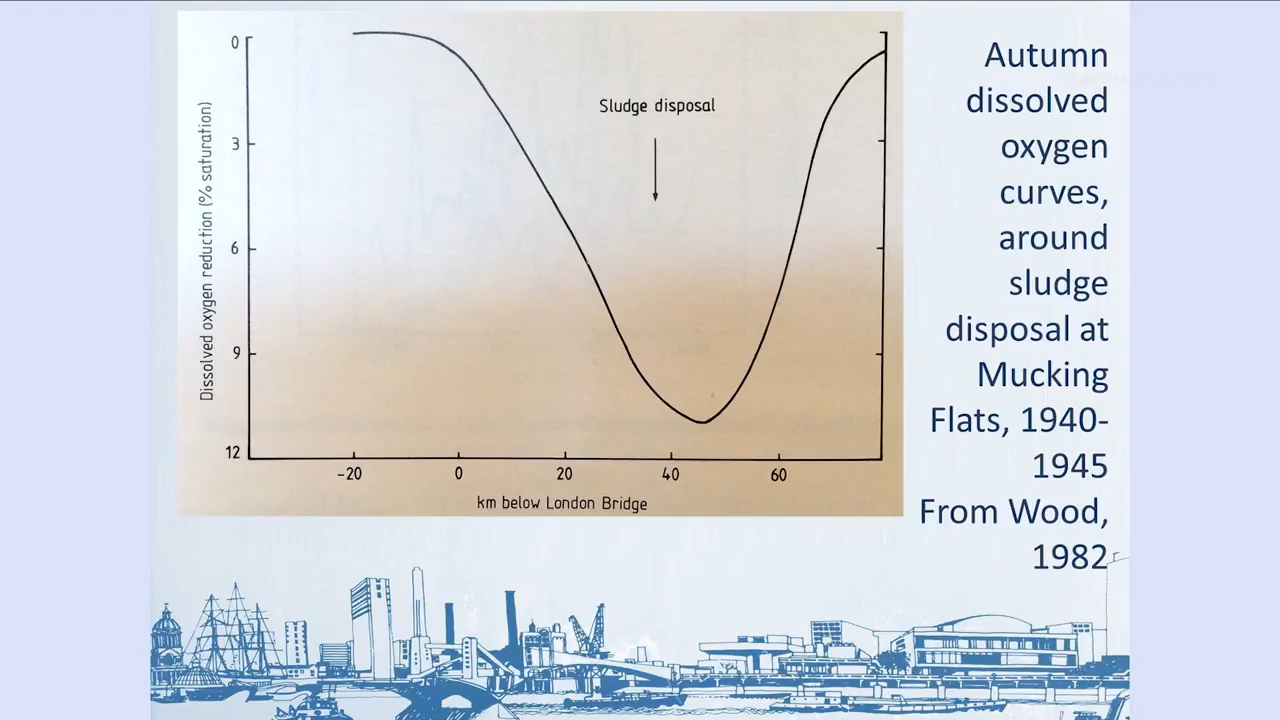 0
3
6
9
12
Dissolved oxygen reduction (% saturation)
Sludge disposal
-20
0
20
40
60
km below London Bridge
Autumn
dissolved
oxygen
curves,
around
sludge
disposal at
Mucking
Flats, 1940-
1945
From Wood,
1982